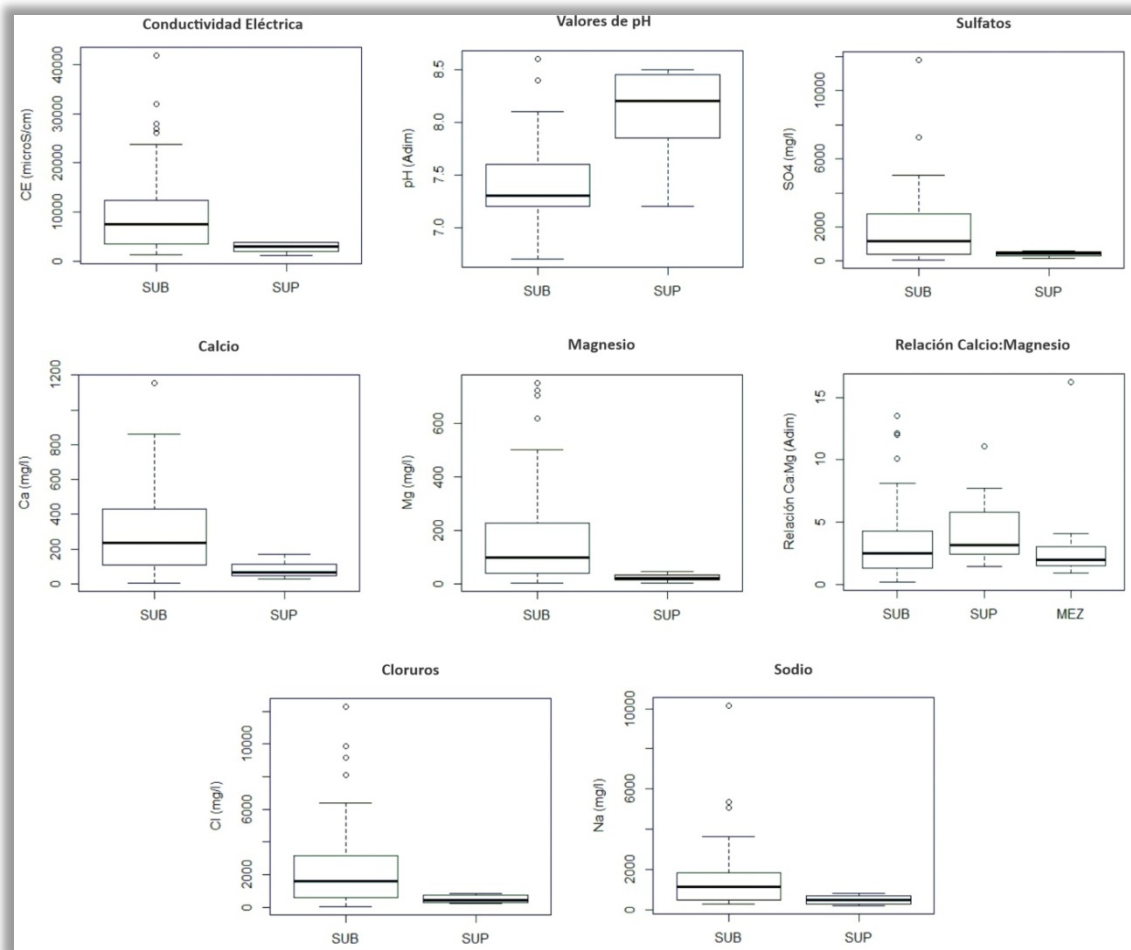 Conductividad Eléctrica
CE (microS/cm)
0 10000 20000 30000 40000
SUB SUP
Valores de pH
pH (Adim)
7.0 7.5 8.0 8.5
SUB SUP
Sulfatos
SO4 (mg/l)
0 2000 6000 10000
SUB SUP
Calcio
Ca (mg/l)
0 200 400 600 800 1200
SUB SUP
Magnesio
Mg (mg/l)
0 200 400 600
SUB SUP
Relación Calcio:Magnesio
Relación Ca:Mg (Adim)
0 5 10 15
SUB SUP MEZ
Cloruros
Cl (mg/l)
0 2000 6000 10000
SUB SUP
Sodio
Na (mg/l)
0 2000 6000 10000
SUB SUP